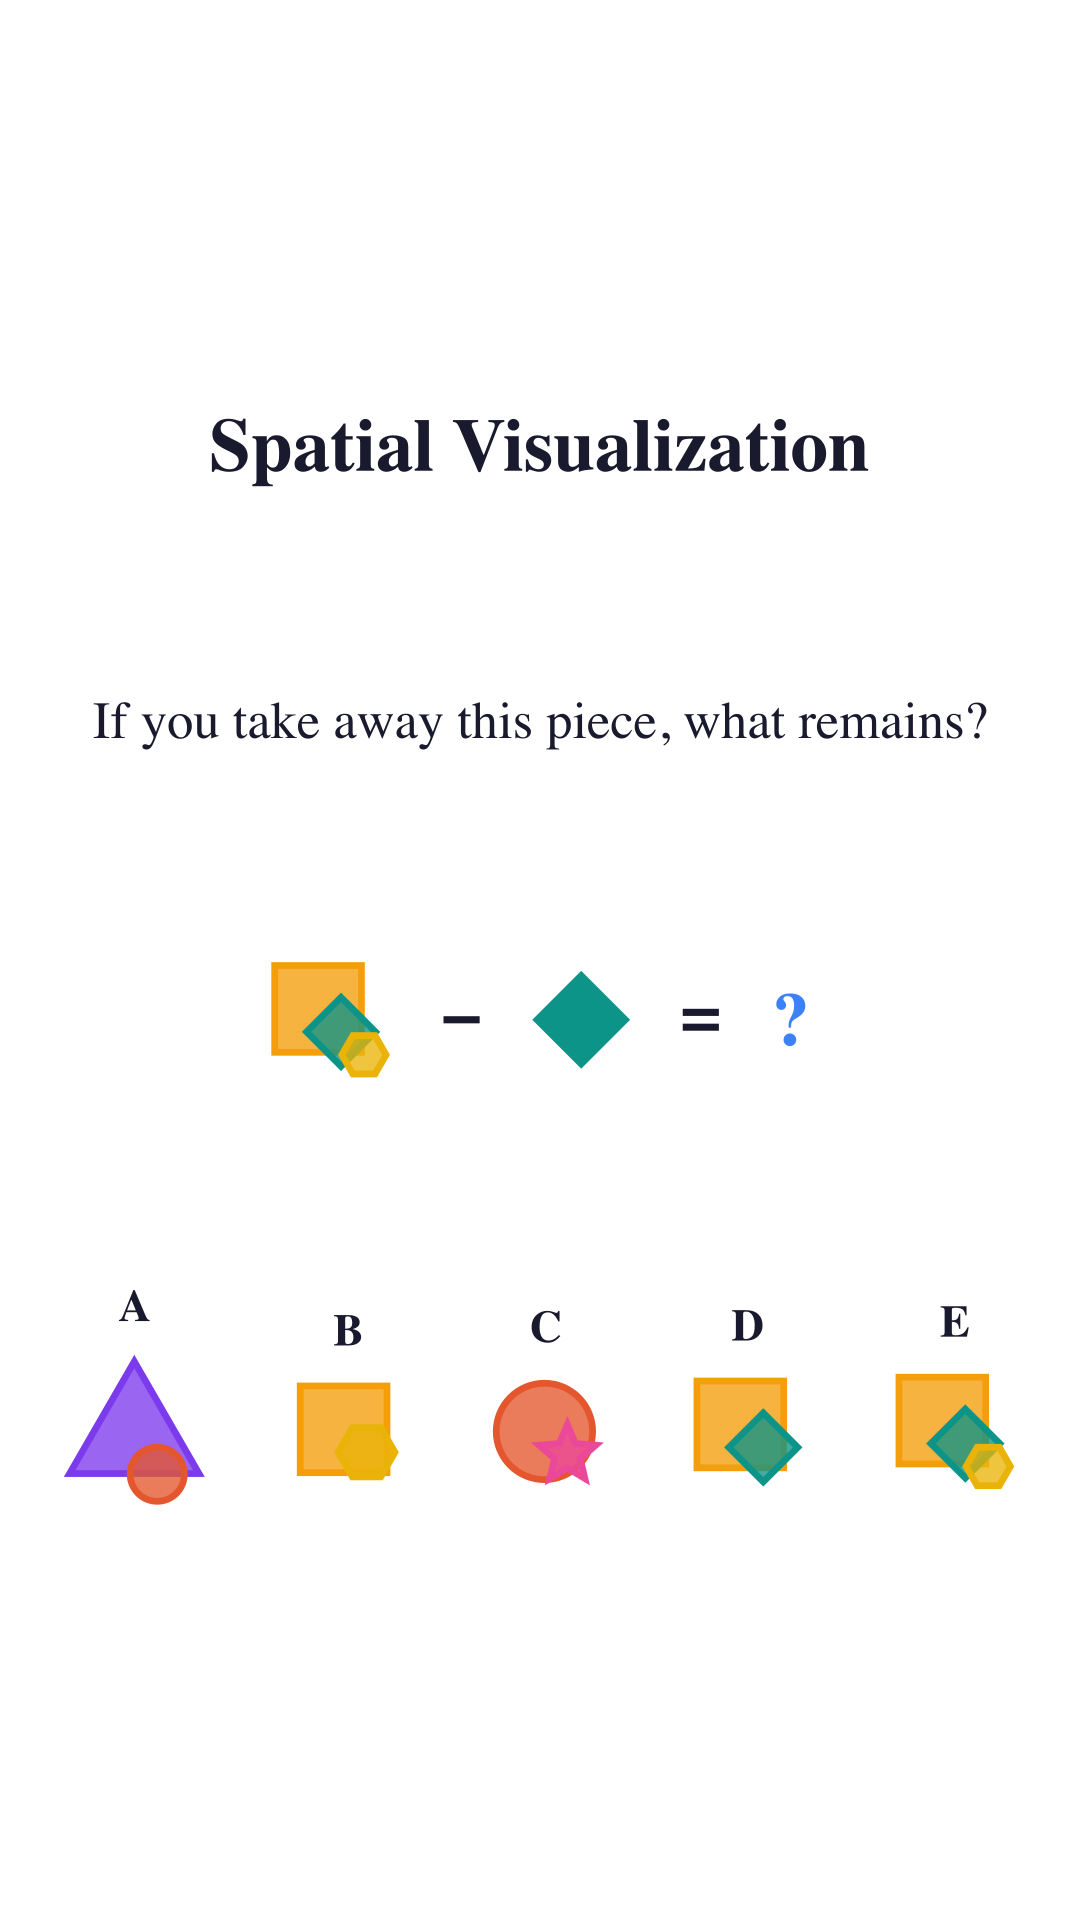 Spatial Visualization
If you take away this piece, what remains?
− = ?
A B C D E